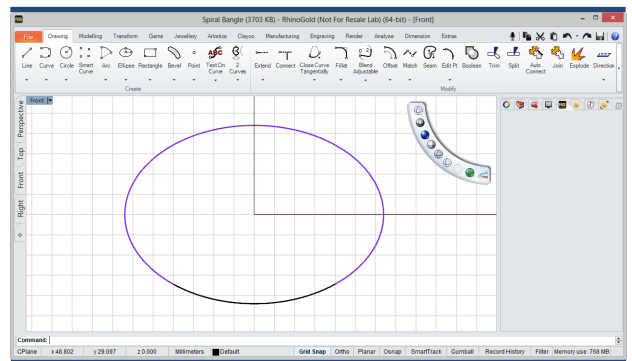 RG
Spiral Bangle (3703 KB) - RhinoGold (Not For Resale Lab) (64-bit) - [Front]
File Drawing Modelling Transform Gems Jewellery Artistics Clayoo Manufacturing Engraving Render Analyse Dimension Extras
ABC
Line Curve Circle Smart Curve Arc Ellipse Rectangle Bevel Point Text On Curve 2 Curves Extend Connect Close Curve Tangentially Fillet Blend Adjustable Offset Match Seam Edit Pt Boolean Trim Split Auto Connect Join Explode Direction
Create Modify
Front
Perspective
Top
Front
Right
Command:
CPlane x 48.802 y 29.097 z 0.000 Millimeters Default Grid Snap Ortho Planar Osnap SmartTrack Gumball Record History Filter Memory use: 768 MB